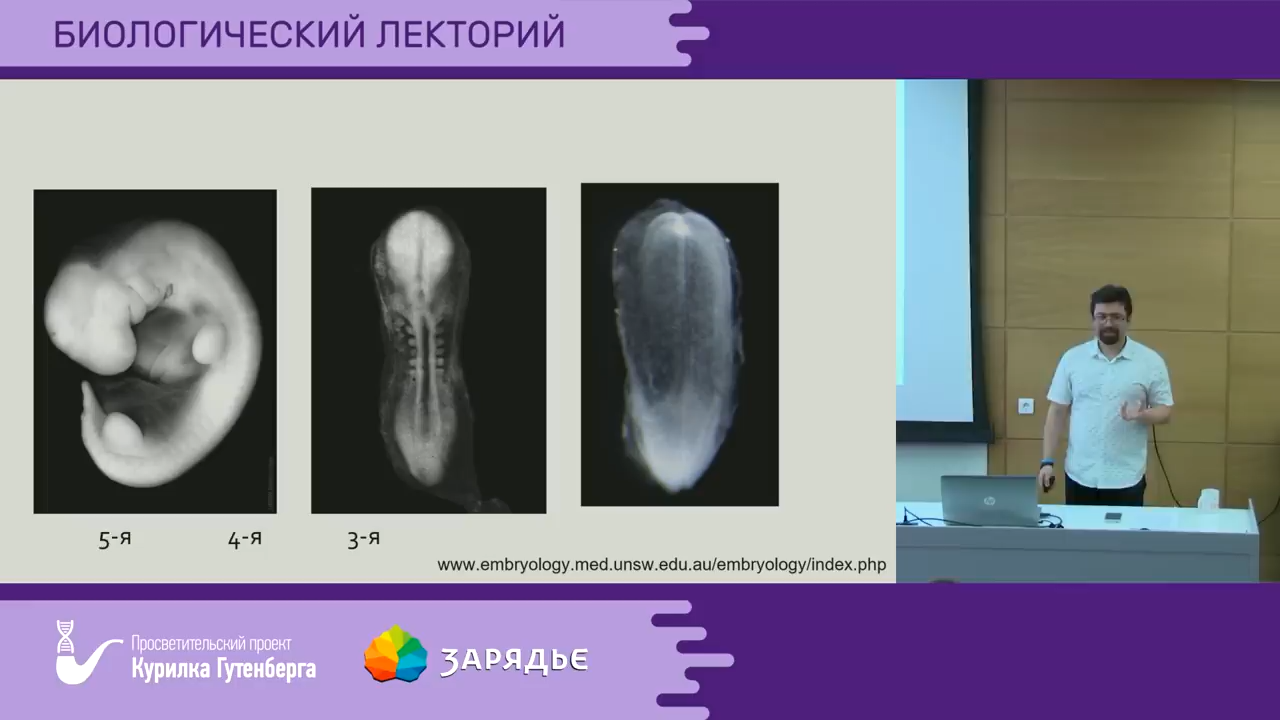 БИОЛОГИЧЕСКИЙ ЛЕКТОРИЙ
5-я 4-я 3-я
www.embryology.med.unsw.edu.au/embryology/index.php
Просветительский проект
Курилка Гутенберга
ЗАРЯДЬЕ
hp